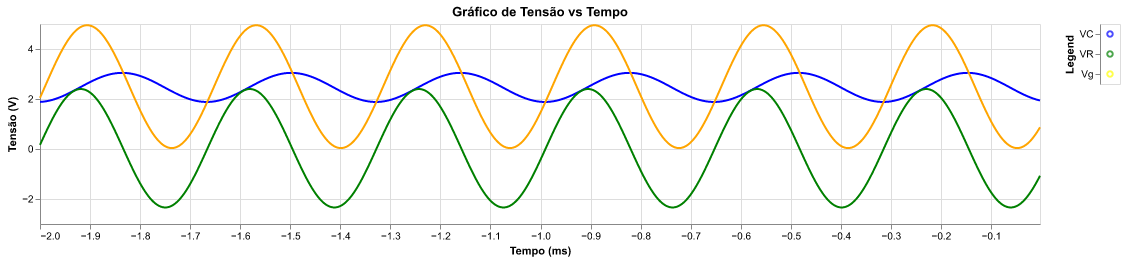 Gráfico de Tensão vs Tempo
4
2
0
−2
Tensão (V)
−2.0 −1.9 −1.8 −1.7 −1.6 −1.5 −1.4 −1.3 −1.2 −1.1 −1.0 −0.9 −0.8 −0.7 −0.6 −0.5 −0.4 −0.3 −0.2 −0.1
Tempo (ms)
Legend
VC
VR
Vg